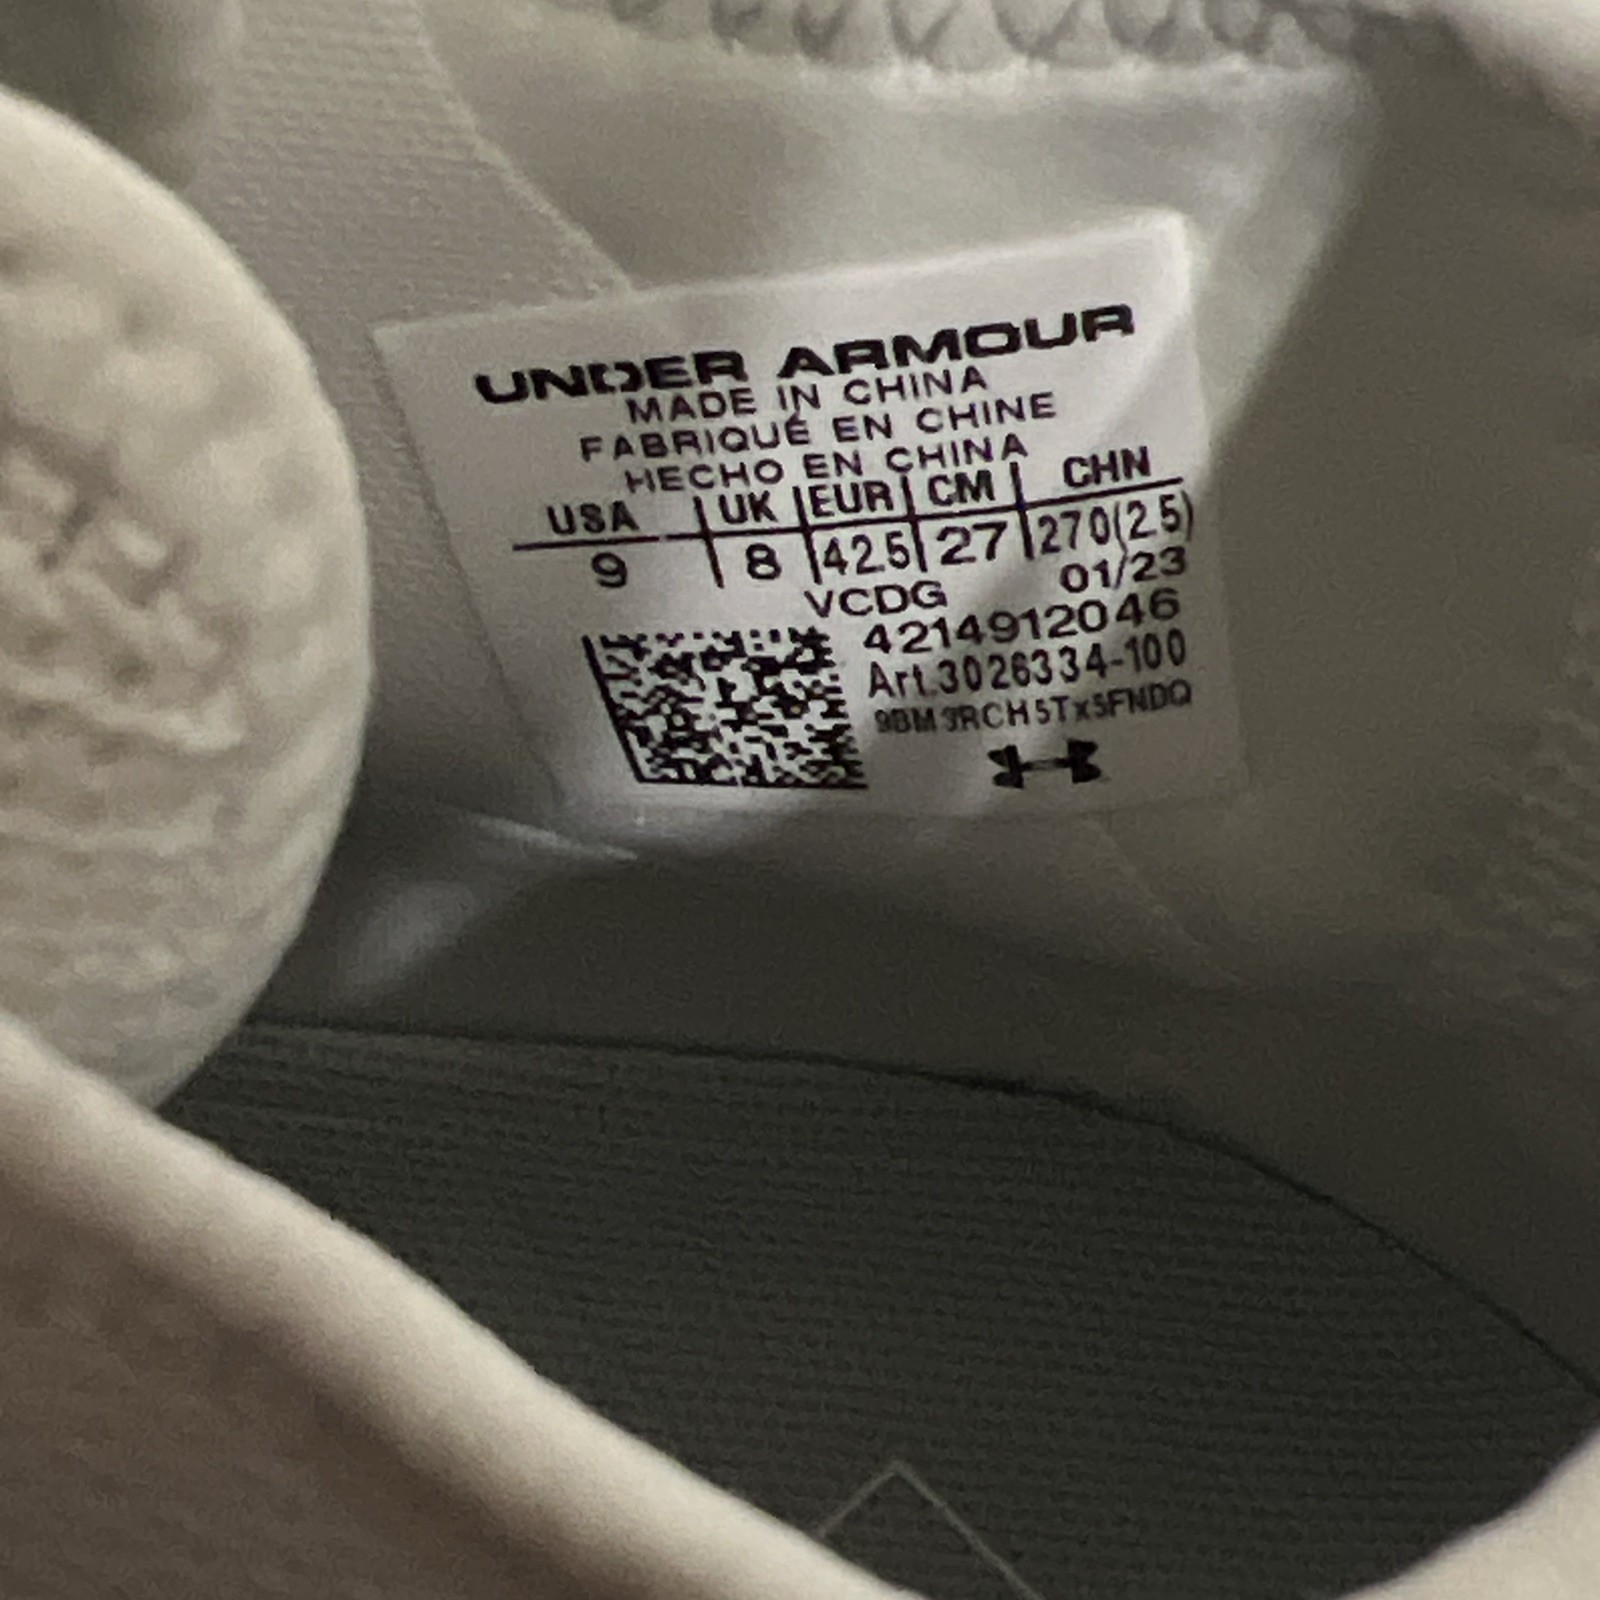 UNDER ARMOUR
MADE IN CHINA
FABRIQUÉ EN CHINE
HECHO EN CHINA
USA UK EUR CM CHN
9 8 42.5 27 270(2.5)
VCDG 01/23
4214912046
Art.3026334-100
9BM9RCH5Tx5FNDQ